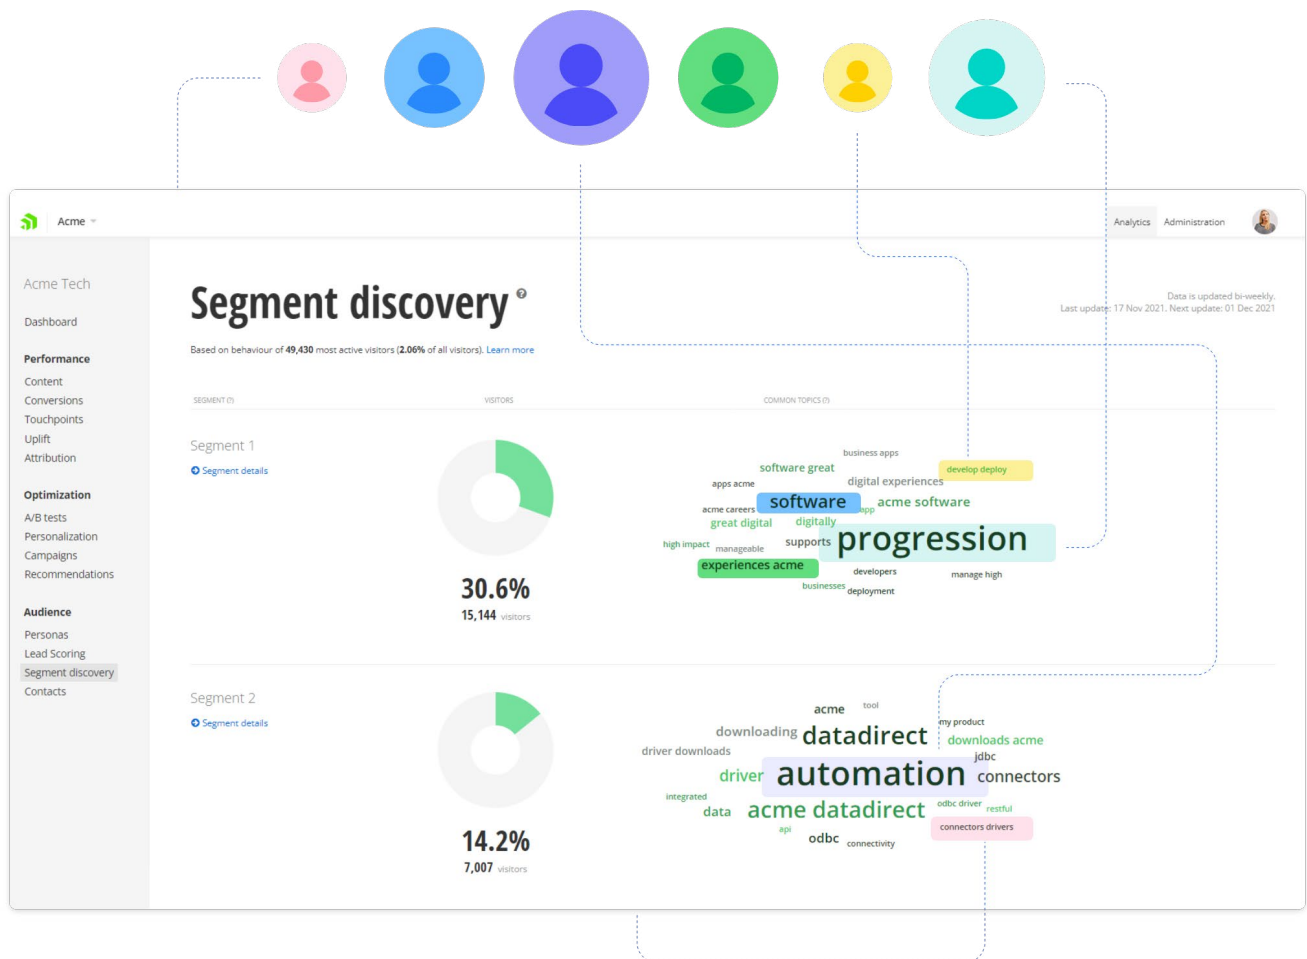 Acme
Analytics Administration
Acme Tech
Dashboard
Performance
Content
Conversions
Touchpoints
Uplift
Attribution
Optimization
A/B tests
Personalization
Campaigns
Recommendations
Audience
Personas
Lead Scoring
Segment discovery
Contacts
Segment discovery ?
Data is updated bi-weekly.
Last update: 17 Nov 2021. Next update: 01 Dec 2021
Based on behaviour of 49,430 most active visitors (2.06% of all visitors). Learn more
SEGMENT (?) VISITORS COMMON TOPICS (?)
Segment 1
Segment details
30.6%
15,144 visitors
business apps
software great
develop deploy
apps acme
digital experiences
software
acme software
acme careers
app
great digital
digitally
progression
high impact
manageable
supports
experiences acme
developers
manage high
businesses
deployment
Segment 2
Segment details
14.2%
7,007 visitors
acme
tool
my product
downloading
datadirect
downloads acme
driver downloads
jdbc
driver
automation
connectors
integrated
data
acme datadirect
odbc driver
restful
api
connectors drivers
odbc
connectivity